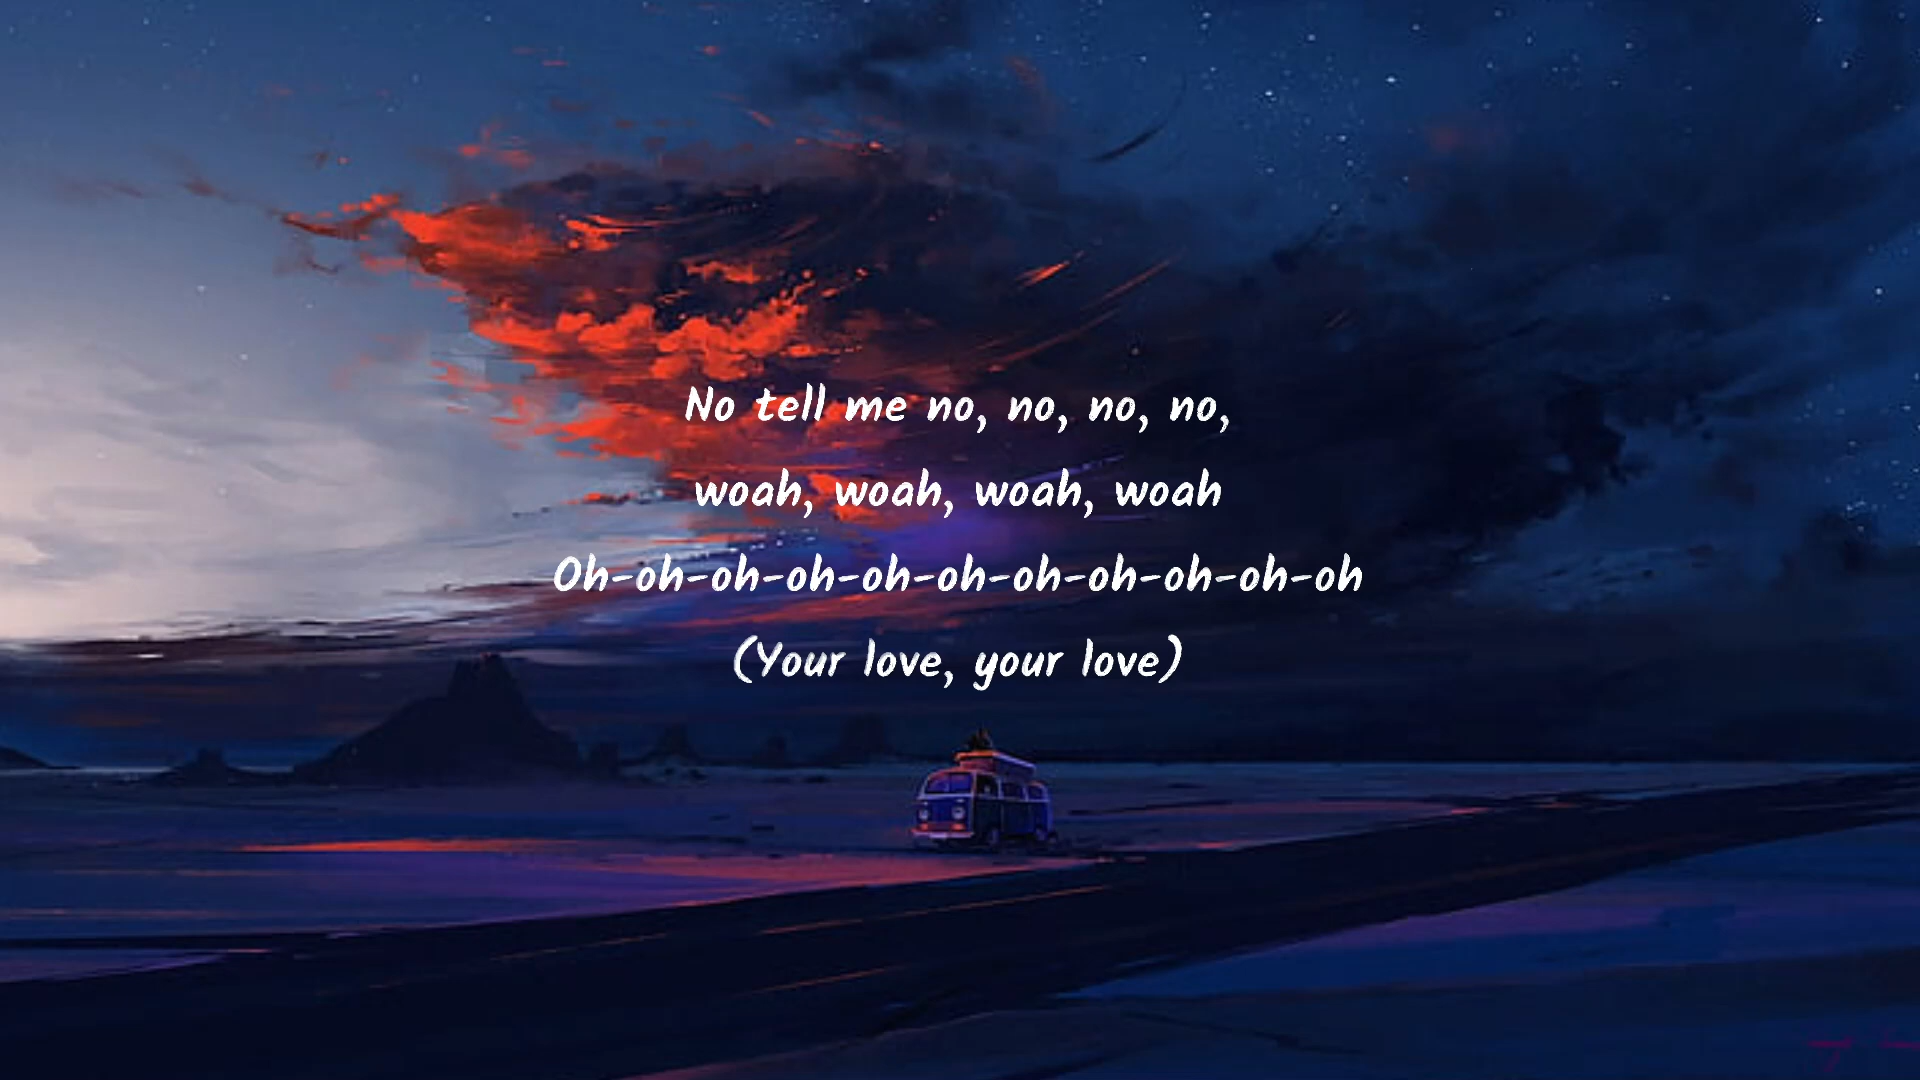 No tell me no, no, no, no,
woah, woah, woah, woah
Oh-oh-oh-oh-oh-oh-oh-oh-oh-oh-oh
(Your love, your love)